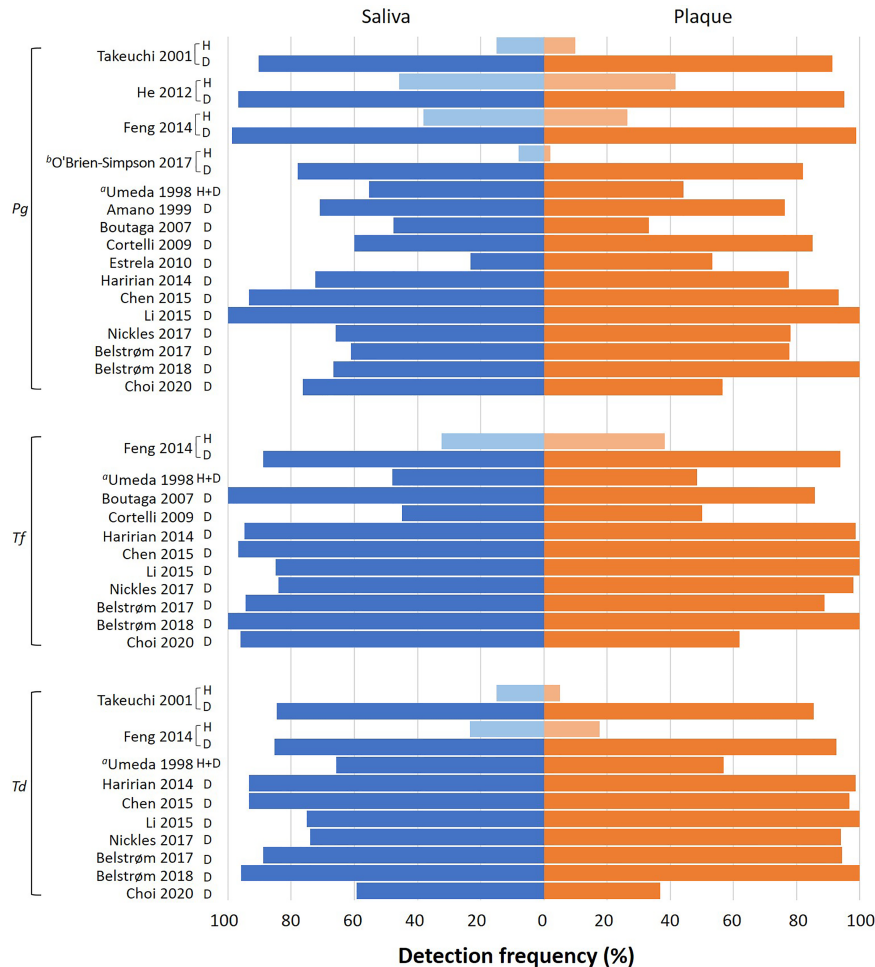 Saliva Plaque
Pg
Takeuchi 2001 H
D
He 2012 H
D
Feng 2014 H
D
bO'Brien-Simpson 2017 H
D
aUmeda 1998 H+D
Amano 1999 D
Boutaga 2007 D
Cortelli 2009 D
Estrela 2010 D
Haririan 2014 D
Chen 2015 D
Li 2015 D
Nickles 2017 D
Belstrøm 2017 D
Belstrøm 2018 D
Choi 2020 D
Tf
Feng 2014 H
D
aUmeda 1998 H+D
Boutaga 2007 D
Cortelli 2009 D
Haririan 2014 D
Chen 2015 D
Li 2015 D
Nickles 2017 D
Belstrøm 2017 D
Belstrøm 2018 D
Choi 2020 D
Td
Takeuchi 2001 H
D
Feng 2014 H
D
aUmeda 1998 H+D
Haririan 2014 D
Chen 2015 D
Li 2015 D
Nickles 2017 D
Belstrøm 2017 D
Belstrøm 2018 D
Choi 2020 D
100 80 60 40 20 0 20 40 60 80 100
Detection frequency (%)